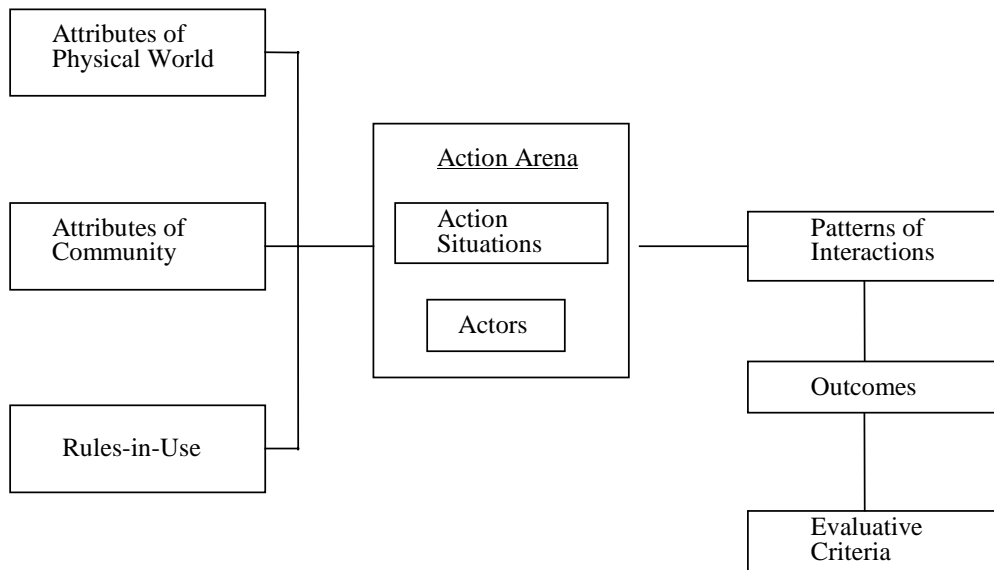 Attributes of
Physical World
Attributes of
Community
Rules-in-Use
Action Arena
Action
Situations
Actors
Patterns of
Interactions
Outcomes
Evaluative
Criteria